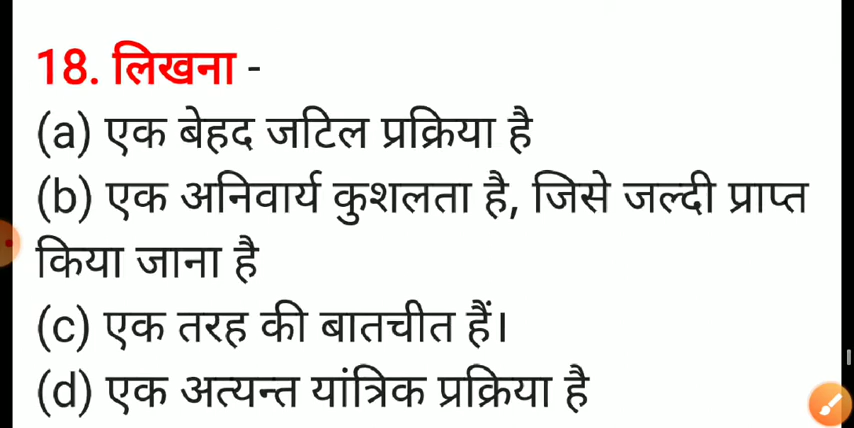 18. लिखना -
(a) एक बेहद जटिल प्रक्रिया है
(b) एक अनिवार्य कुशलता है, जिसे जल्दी प्राप्त
किया जाना है
(c) एक तरह की बातचीत हैं।
(d) एक अत्यन्त यांत्रिक प्रक्रिया है